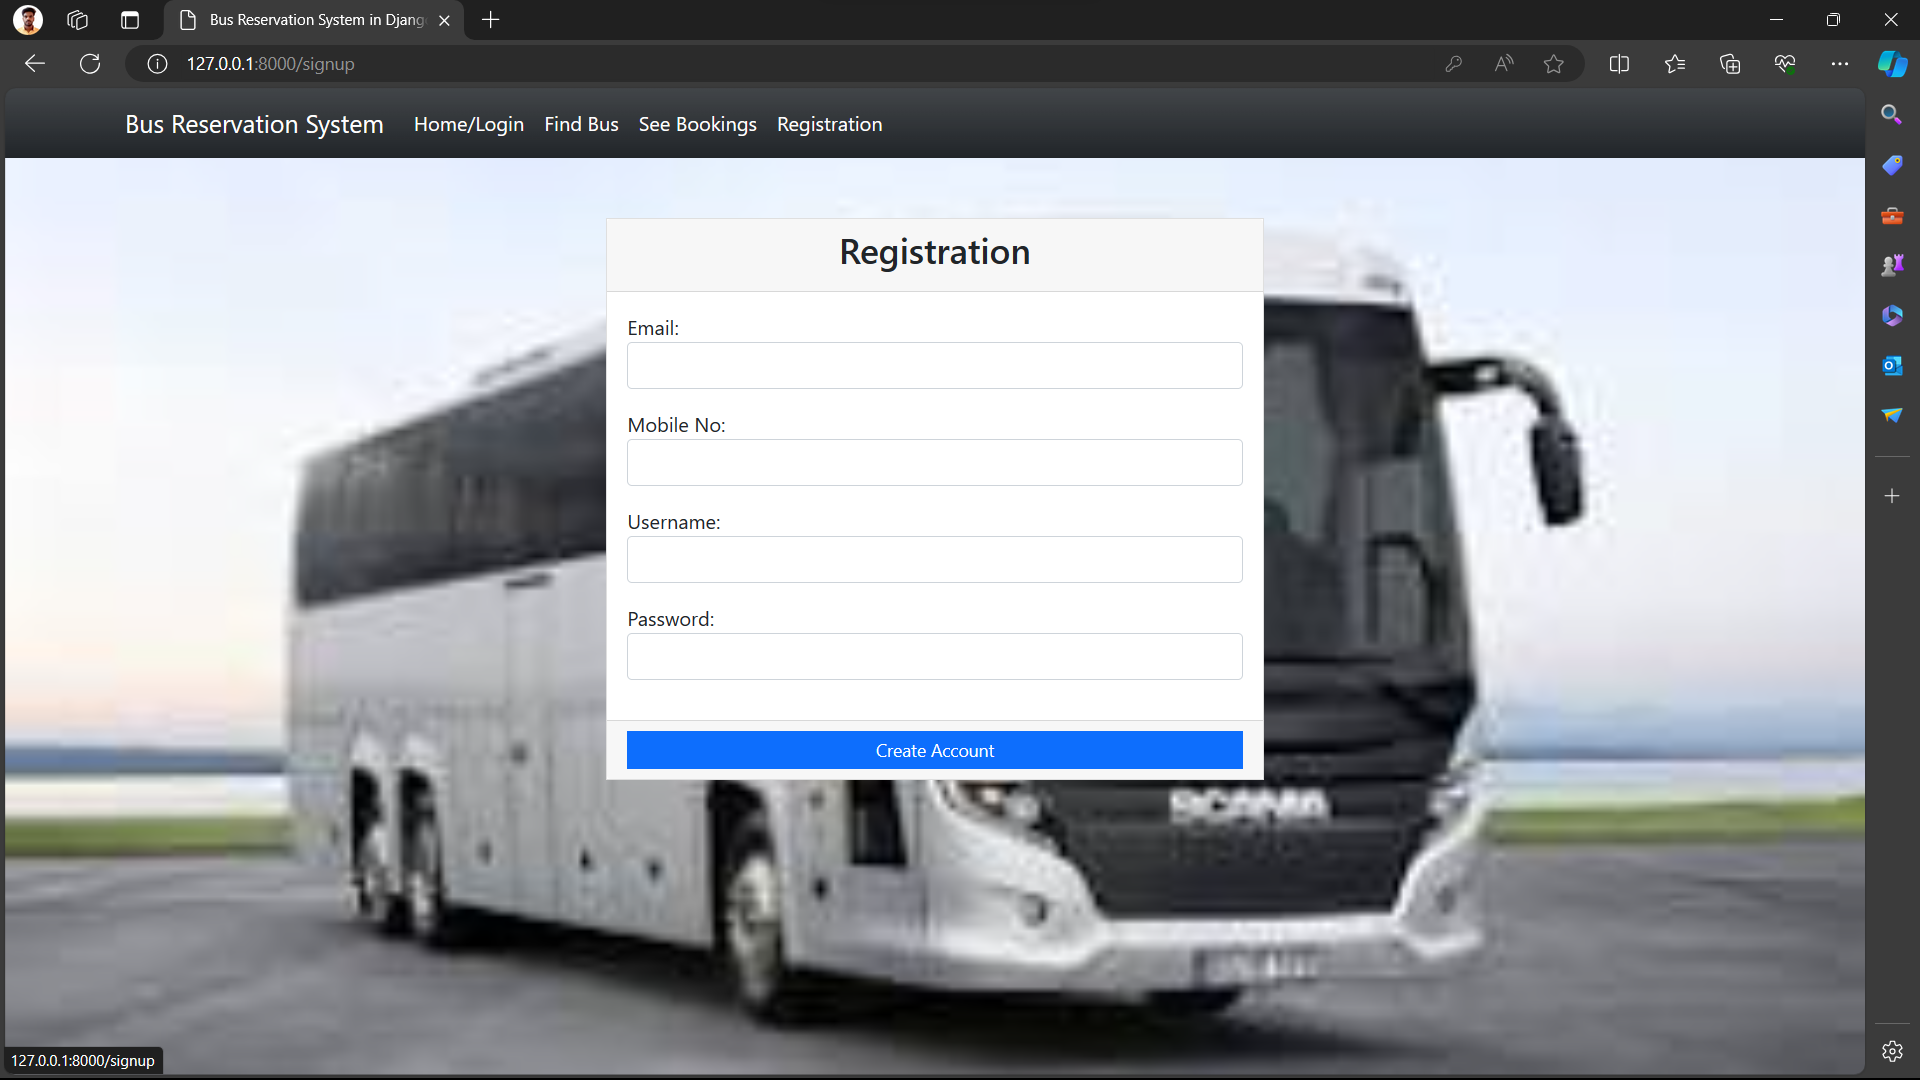 Bus Reservation System in Djang
127.0.0.1:8000/signup
Bus Reservation System Home/Login Find Bus See Bookings Registration
Registration
Email:
Mobile No:
Username:
Password:
Create Account
SCANIA
127.0.0.1:8000/signup